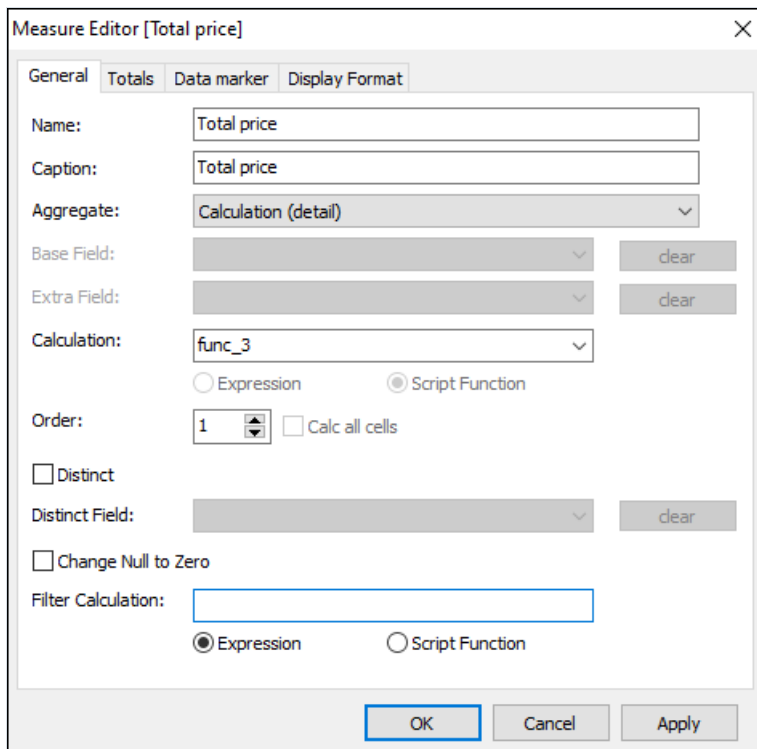 Measure Editor [Total price]
General Totals Data marker Display Format
Name: Total price
Caption: Total price
Aggregate: Calculation (detail)
Base Field: clear
Extra Field: clear
Calculation: func_3
Expression Script Function
Order: 1 Calc all cells
Distinct
Distinct Field: clear
Change Null to Zero
Filter Calculation:
Expression Script Function
OK Cancel Apply